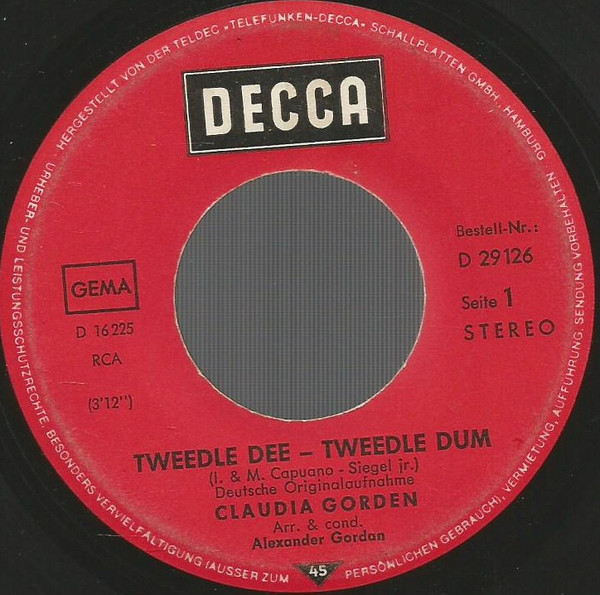 HERGESTELLT VON DER TELDEC »TELEFUNKEN-DECCA« SCHALLPLATTEN GMBH., HAMBURG
URHEBER- UND LEISTUNGSSCHUTZRECHTE, BESONDERS VERVIELFÄLTIGUNG (AUSSER ZUM PERSÖNLICHEN GEBRAUCH), VERMIETUNG, AUFFÜHRUNG, SENDUNG VORBEHALTEN.
DECCA
Bestell-Nr.:
D 29126
Seite 1
STEREO
GEMA
D 16 225
RCA
(3'12'')
TWEEDLE DEE – TWEEDLE DUM
(I. & M. Capuano - Siegel jr.)
Deutsche Originalaufnahme
CLAUDIA GORDEN
Arr. & cond.
Alexander Gordan
45